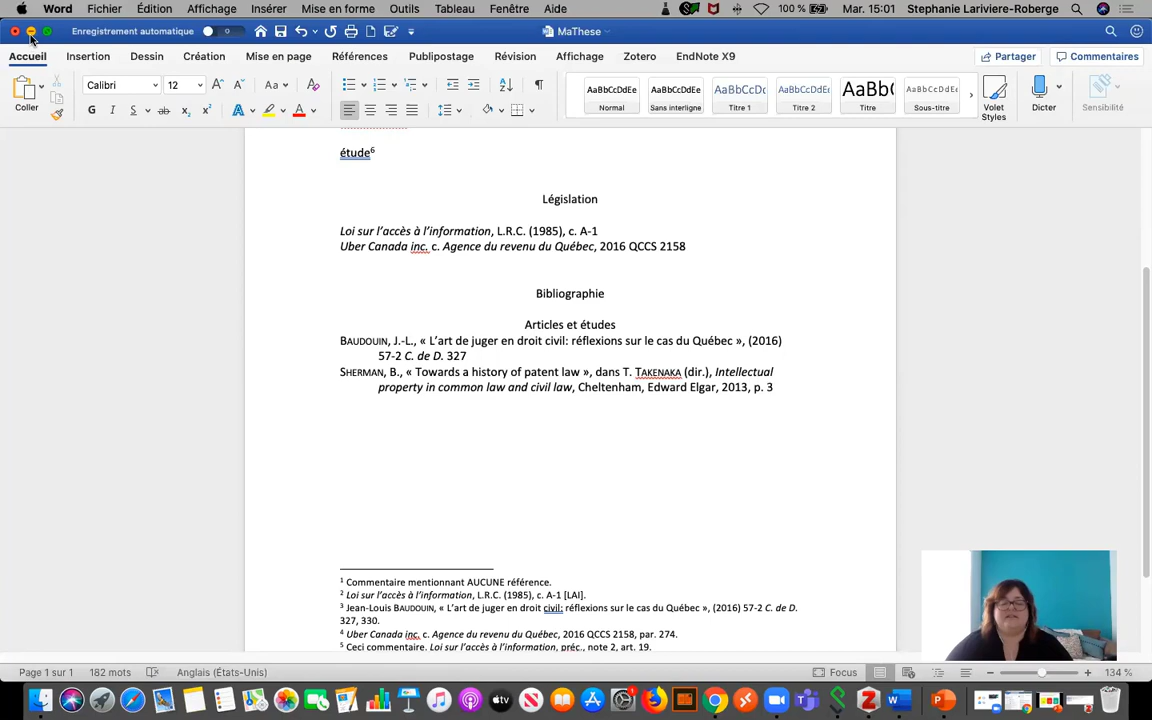 Word Fichier Édition Affichage Insérer Mise en forme Outils Tableau Fenêtre Aide 100 % Mar. 15:01 Stephanie Lariviere-Roberge
Enregistrement automatique MaThese
Accueil Insertion Dessin Création Mise en page Références Publipostage Révision Affichage Zotero EndNote X9 Partager Commentaires
Coller Calibri 12 Aa
AaBbCcDdEe AaBbCcDdEe AaBbCcDc AaBbCcDdEe AaBbC AaBbCcDdEe
Normal Sans interligne Titre 1 Titre 2 Titre Sous-titre Volet Styles Dicter Sensibilité
étude6
Législation
Loi sur l’accès à l’information, L.R.C. (1985), c. A-1
Uber Canada inc. c. Agence du revenu du Québec, 2016 QCCS 2158
Bibliographie
Articles et études
BAUDOUIN, J.-L., « L’art de juger en droit civil: réflexions sur le cas du Québec », (2016)
57-2 C. de D. 327
SHERMAN, B., « Towards a history of patent law », dans T. TAKENAKA (dir.), Intellectual
property in common law and civil law, Cheltenham, Edward Elgar, 2013, p. 3
1 Commentaire mentionnant AUCUNE référence.
2 Loi sur l’accès à l’information, L.R.C. (1985), c. A-1 [LAI].
3 Jean-Louis BAUDOUIN, « L’art de juger en droit civil: réflexions sur le cas du Québec », (2016) 57-2 C. de D.
327, 330.
4 Uber Canada inc. c. Agence du revenu du Québec, 2016 QCCS 2158, par. 274.
5 Ceci commentaire. Loi sur l’accès à l’information, préc., note 2, art. 19.
Page 1 sur 1 182 mots Anglais (États-Unis) Focus 134 %